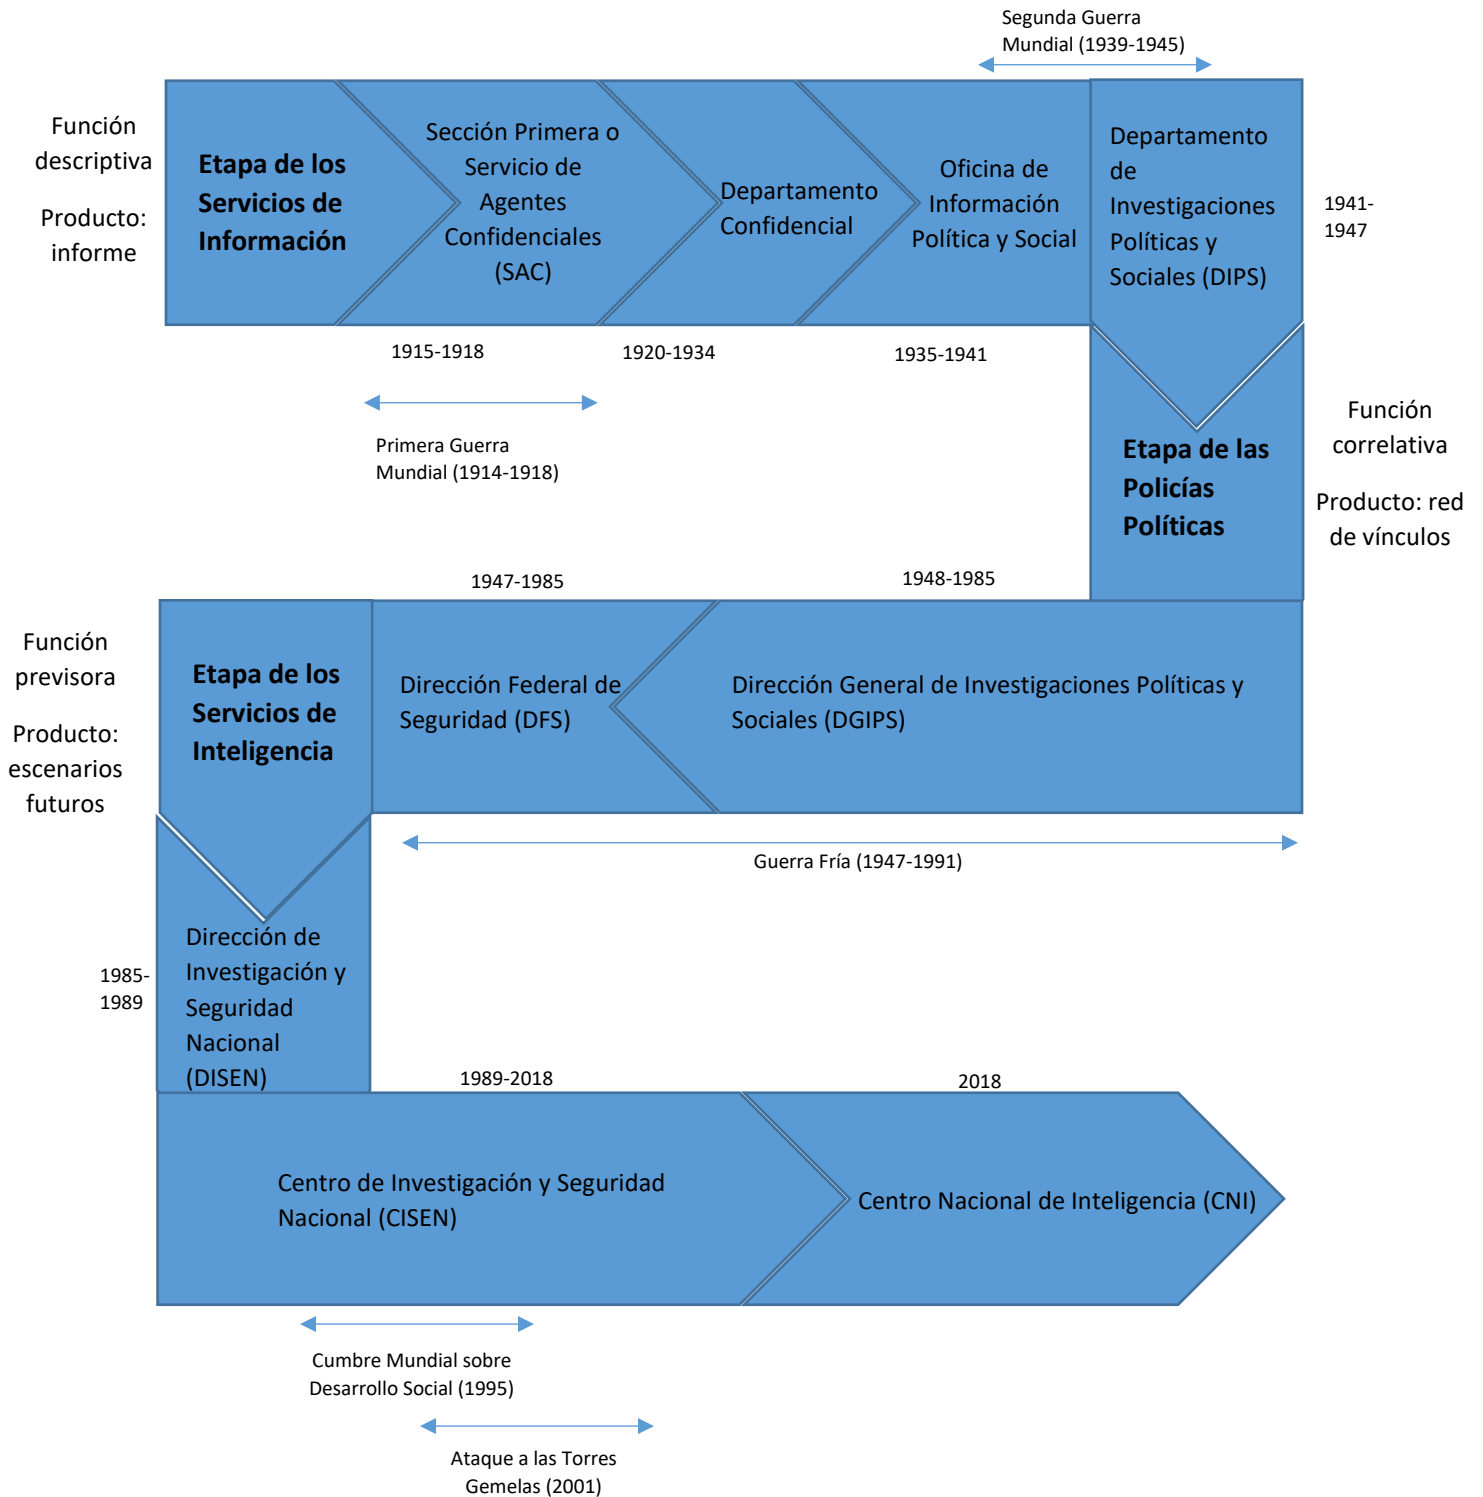 Segunda Guerra
Mundial (1939-1945)
Función
descriptiva
Producto:
informe
Etapa de los
Servicios de
Información
Sección Primera o
Servicio de
Agentes
Confidenciales
(SAC)
Departamento
Confidencial
Oficina de
Información
Política y Social
Departamento
de
Investigaciones
Políticas y
Sociales (DIPS)
1941-
1947
1915-1918
1920-1934
1935-1941
Primera Guerra
Mundial (1914-1918)
Etapa de las
Policías
Políticas
Función
correlativa
Producto: red
de vínculos
1947-1985
1948-1985
Función
previsora
Producto:
escenarios
futuros
Etapa de los
Servicios de
Inteligencia
Dirección Federal de
Seguridad (DFS)
Dirección General de Investigaciones Políticas y
Sociales (DGIPS)
Guerra Fría (1947-1991)
1985-
1989
Dirección de
Investigación y
Seguridad
Nacional
(DISEN)
1989-2018
2018
Centro de Investigación y Seguridad
Nacional (CISEN)
Centro Nacional de Inteligencia (CNI)
Cumbre Mundial sobre
Desarrollo Social (1995)
Ataque a las Torres
Gemelas (2001)